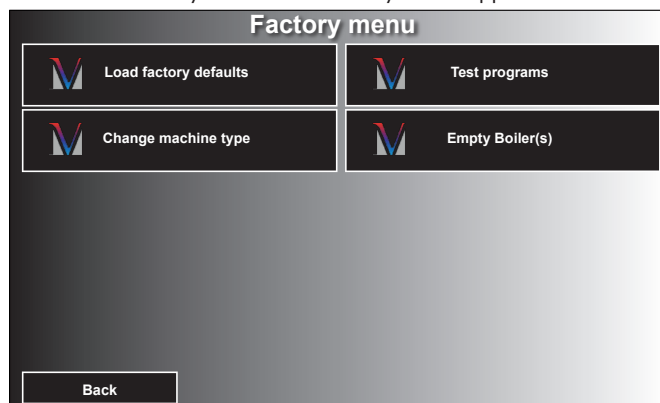 Factory menu
Load factory defaults
Test programs
Change machine type
Empty Boiler(s)
Back